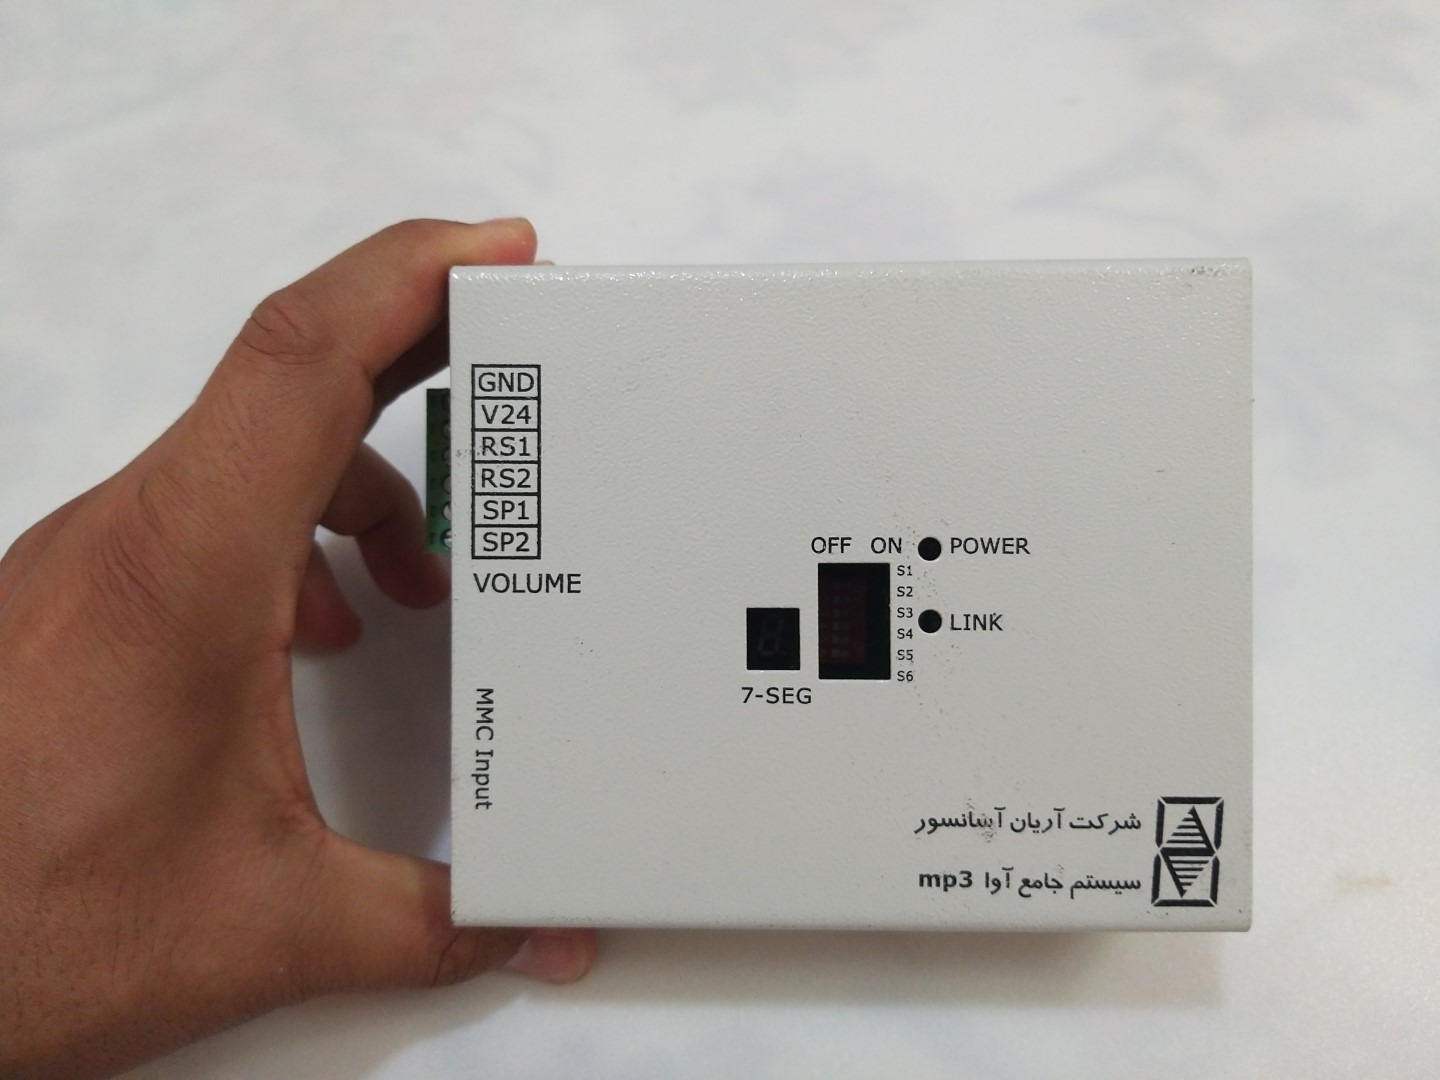 GND
V24
RS1
RS2
SP1
SP2
VOLUME
MMC Input
OFF ON
POWER
S1
S2
S3
LINK
S4
S5
S6
7-SEG
شرکت آریان آسانسور
سیستم جامع آوا mp3